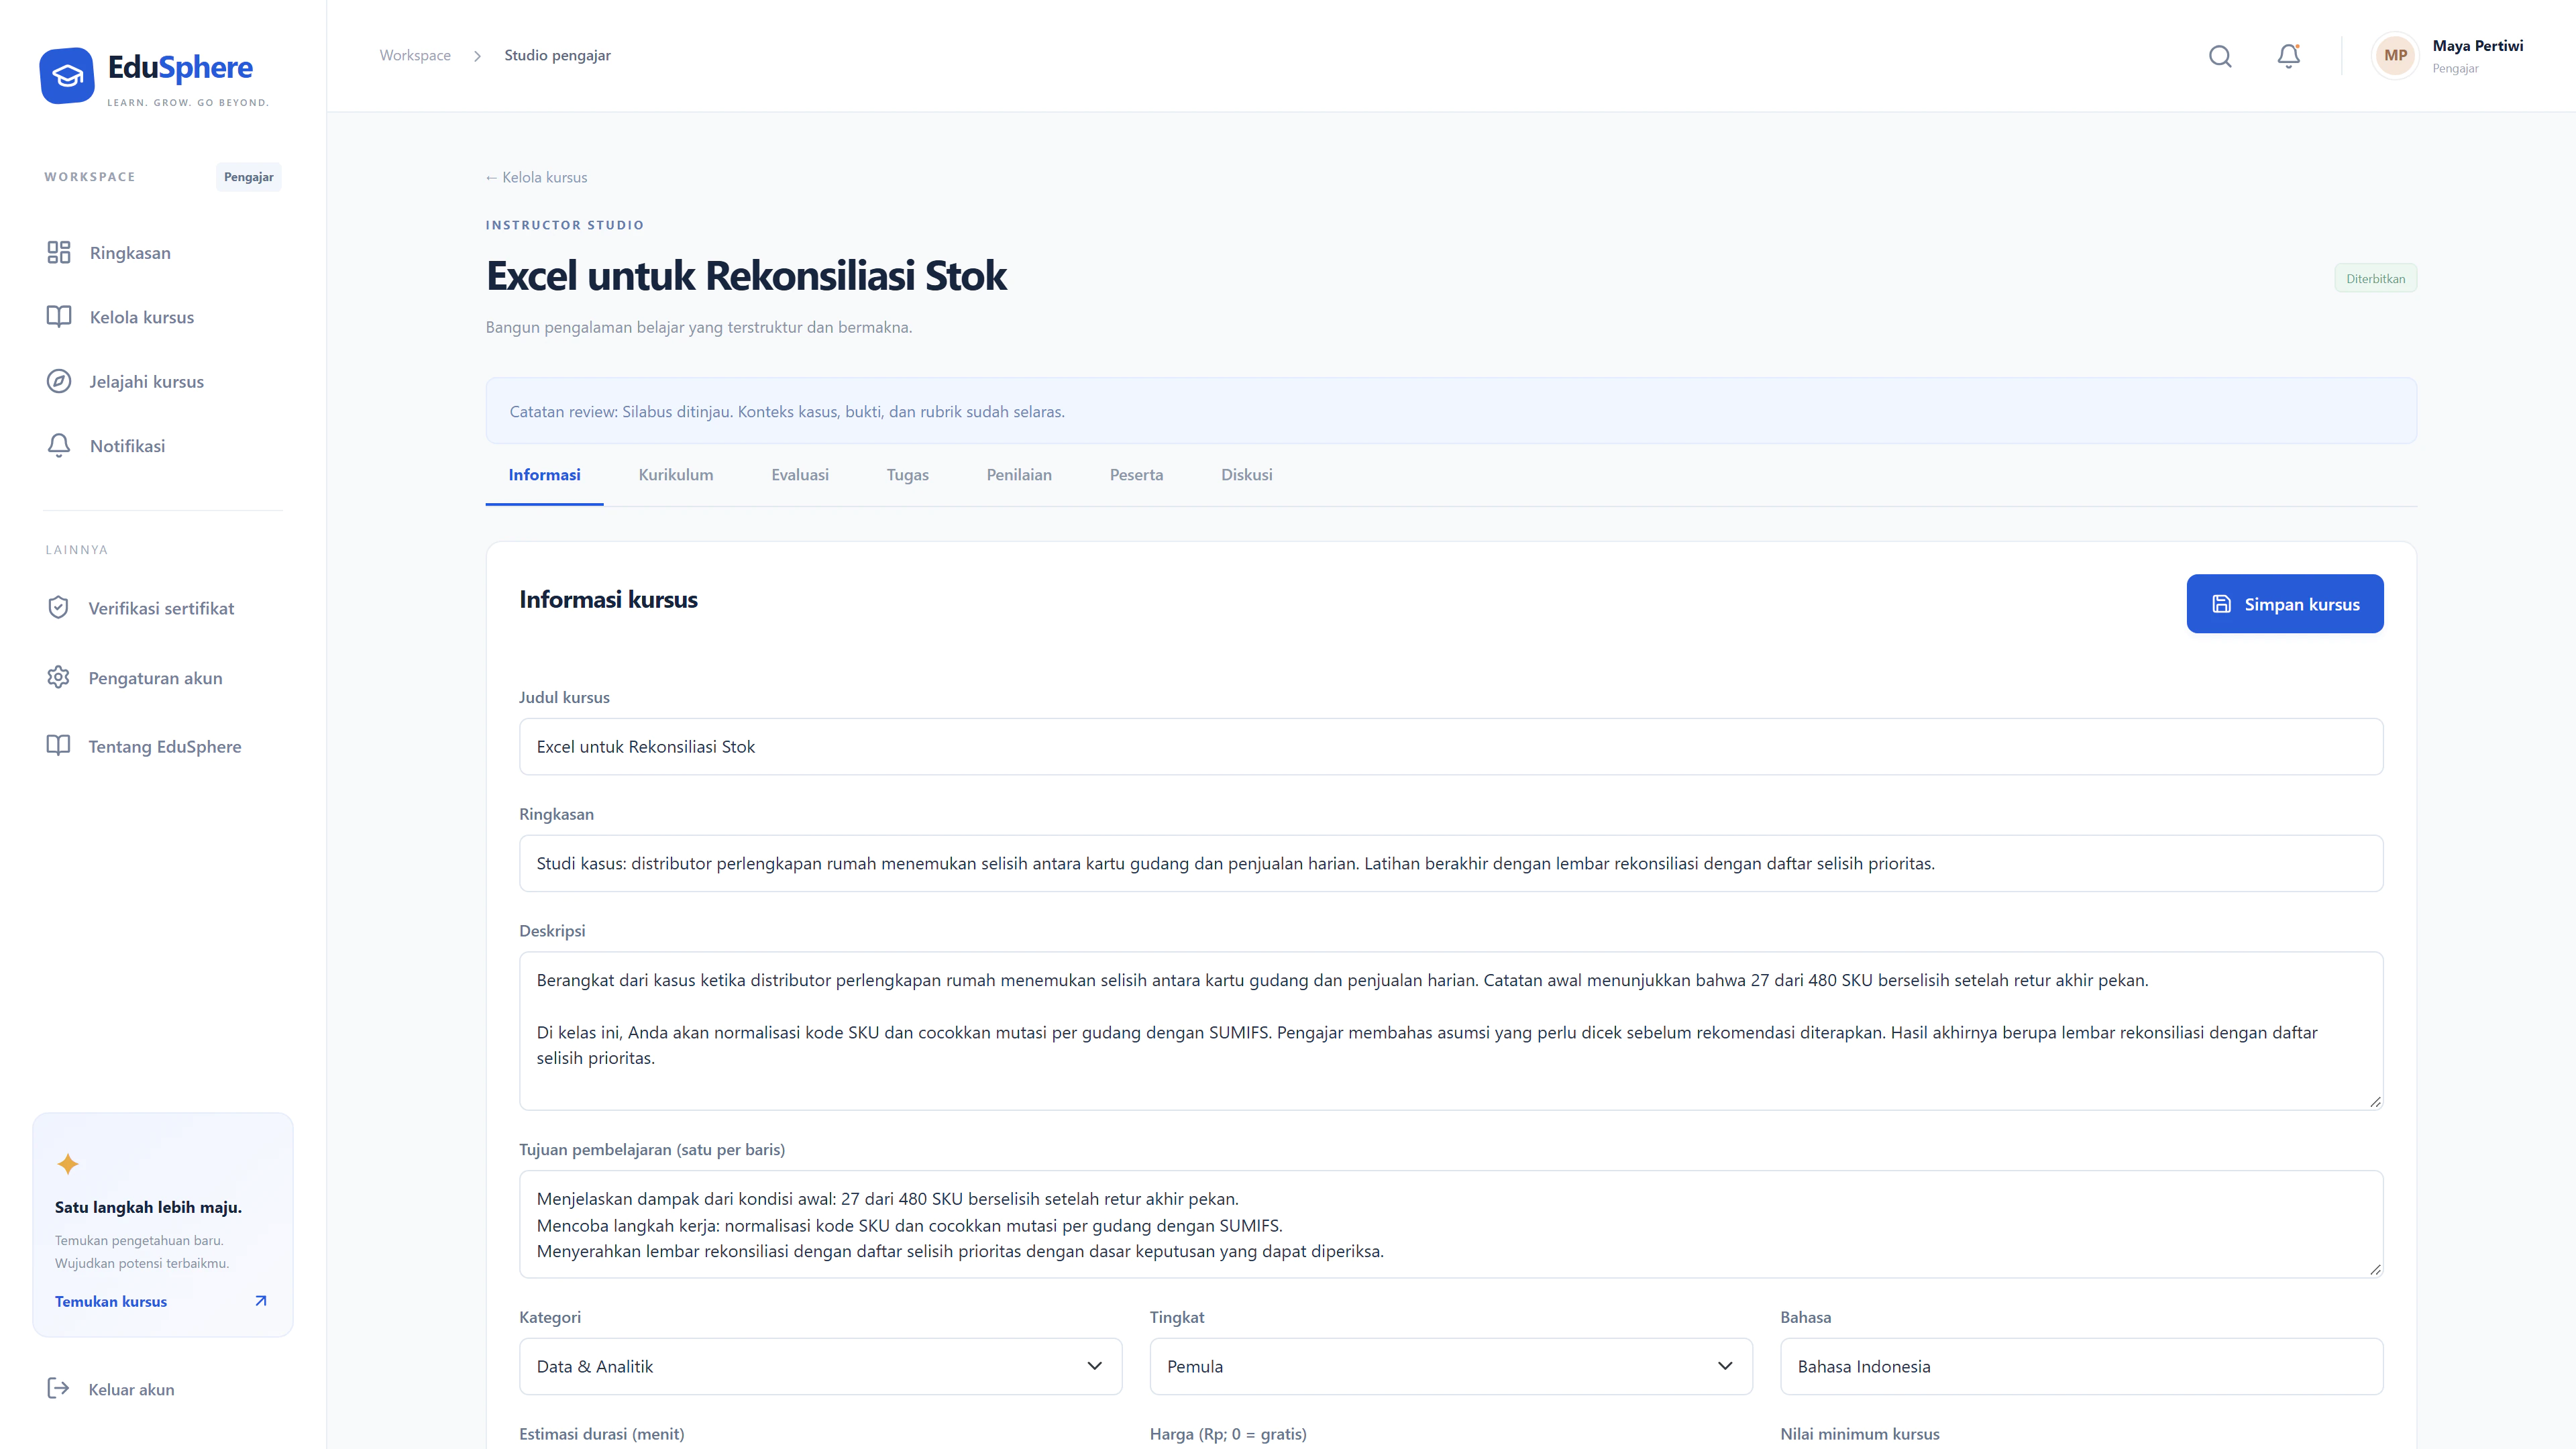 EduSphere
LEARN. GROW. GO BEYOND.
WORKSPACE
Pengajar
Ringkasan
Kelola kursus
Jelajahi kursus
Notifikasi
LAINNYA
Verifikasi sertifikat
Pengaturan akun
Tentang EduSphere
Satu langkah lebih maju.
Temukan pengetahuan baru.
Wujudkan potensi terbaikmu.
Temukan kursus
Keluar akun
Workspace
Studio pengajar
MP
Maya Pertiwi
Pengajar
← Kelola kursus
INSTRUCTOR STUDIO
Excel untuk Rekonsiliasi Stok
Diterbitkan
Bangun pengalaman belajar yang terstruktur dan bermakna.
Catatan review: Silabus ditinjau. Konteks kasus, bukti, dan rubrik sudah selaras.
Informasi
Kurikulum
Evaluasi
Tugas
Penilaian
Peserta
Diskusi
Informasi kursus
Simpan kursus
Judul kursus
Excel untuk Rekonsiliasi Stok
Ringkasan
Studi kasus: distributor perlengkapan rumah menemukan selisih antara kartu gudang dan penjualan harian. Latihan berakhir dengan lembar rekonsiliasi dengan daftar selisih prioritas.
Deskripsi
Berangkat dari kasus ketika distributor perlengkapan rumah menemukan selisih antara kartu gudang dan penjualan harian. Catatan awal menunjukkan bahwa 27 dari 480 SKU berselisih setelah retur akhir pekan.
Di kelas ini, Anda akan normalisasi kode SKU dan cocokkan mutasi per gudang dengan SUMIFS. Pengajar membahas asumsi yang perlu dicek sebelum rekomendasi diterapkan. Hasil akhirnya berupa lembar rekonsiliasi dengan daftar
selisih prioritas.
Tujuan pembelajaran (satu per baris)
Menjelaskan dampak dari kondisi awal: 27 dari 480 SKU berselisih setelah retur akhir pekan.
Mencoba langkah kerja: normalisasi kode SKU dan cocokkan mutasi per gudang dengan SUMIFS.
Menyerahkan lembar rekonsiliasi dengan daftar selisih prioritas dengan dasar keputusan yang dapat diperiksa.
Kategori
Data & Analitik
Tingkat
Pemula
Bahasa
Bahasa Indonesia
Estimasi durasi (menit)
Harga (Rp; 0 = gratis)
Nilai minimum kursus